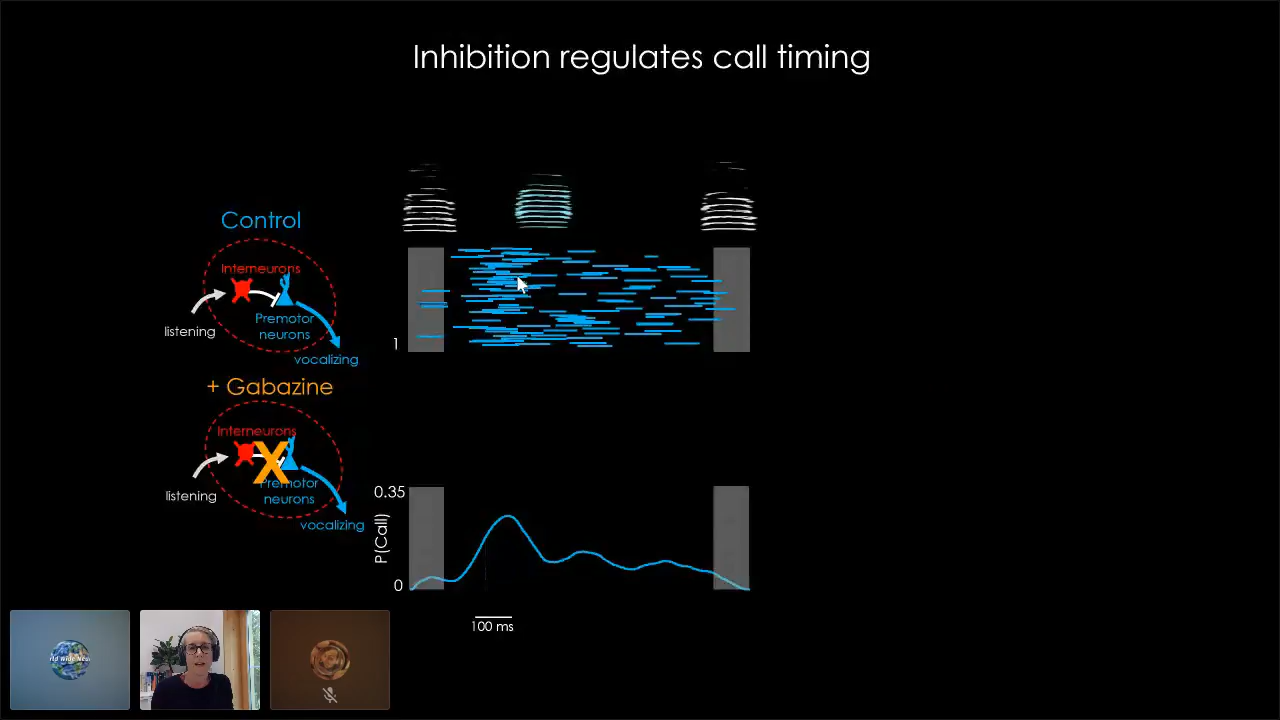 Inhibition regulates call timing
Control
Interneurons
listening
Premotor
neurons
vocalizing
1
+ Gabazine
Interneurons
X
listening
Premotor
neurons
vocalizing
0.35
P(Call)
0
100 ms